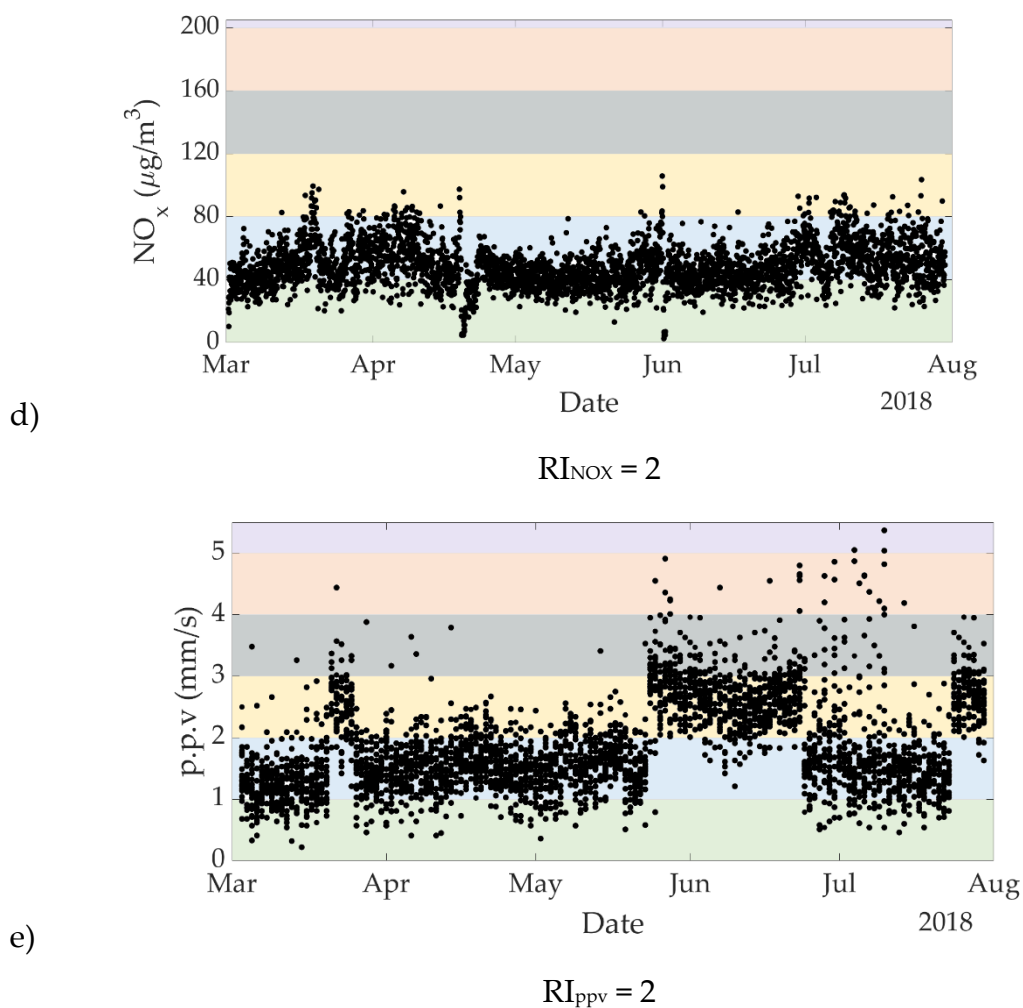 200
160
120
80
40
0
NOx (µg/m³)
Mar Apr May Jun Jul Aug
Date 2018
d)
RINOX = 2
5
4
3
2
1
0
p.p.v (mm/s)
Mar Apr May Jun Jul Aug
Date 2018
e)
RIppv = 2